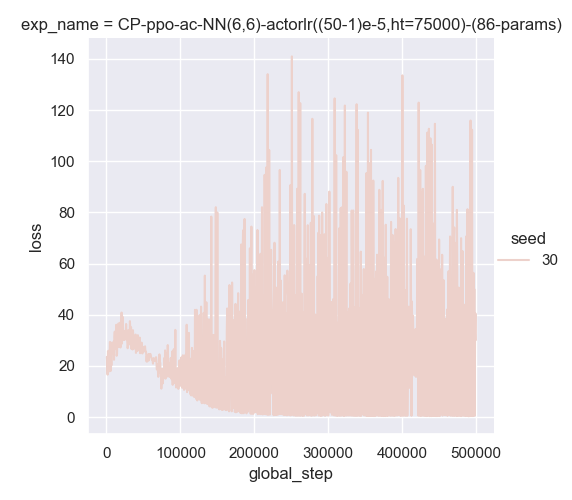 exp_name = CP-ppo-ac-NN(6,6)-actorlr((50-1)e-5,ht=75000)-(86-params)
140
120
100
80
60
40
20
0
loss
0 100000 200000 300000 400000 500000
global_step
seed
30